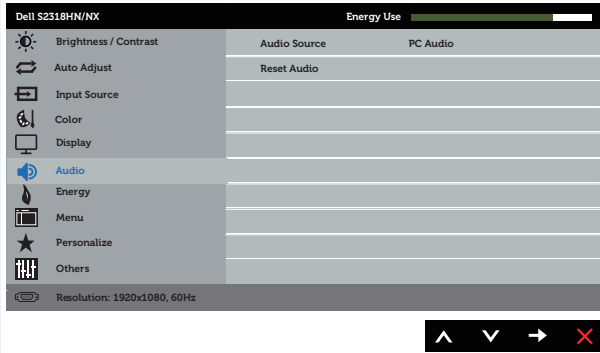 Dell S2318HN/NX Energy Use
Brightness / Contrast Audio Source PC Audio
Auto Adjust Reset Audio
Input Source
Color
Display
Audio
Energy
Menu
Personalize
Others
Resolution: 1920x1080, 60Hz